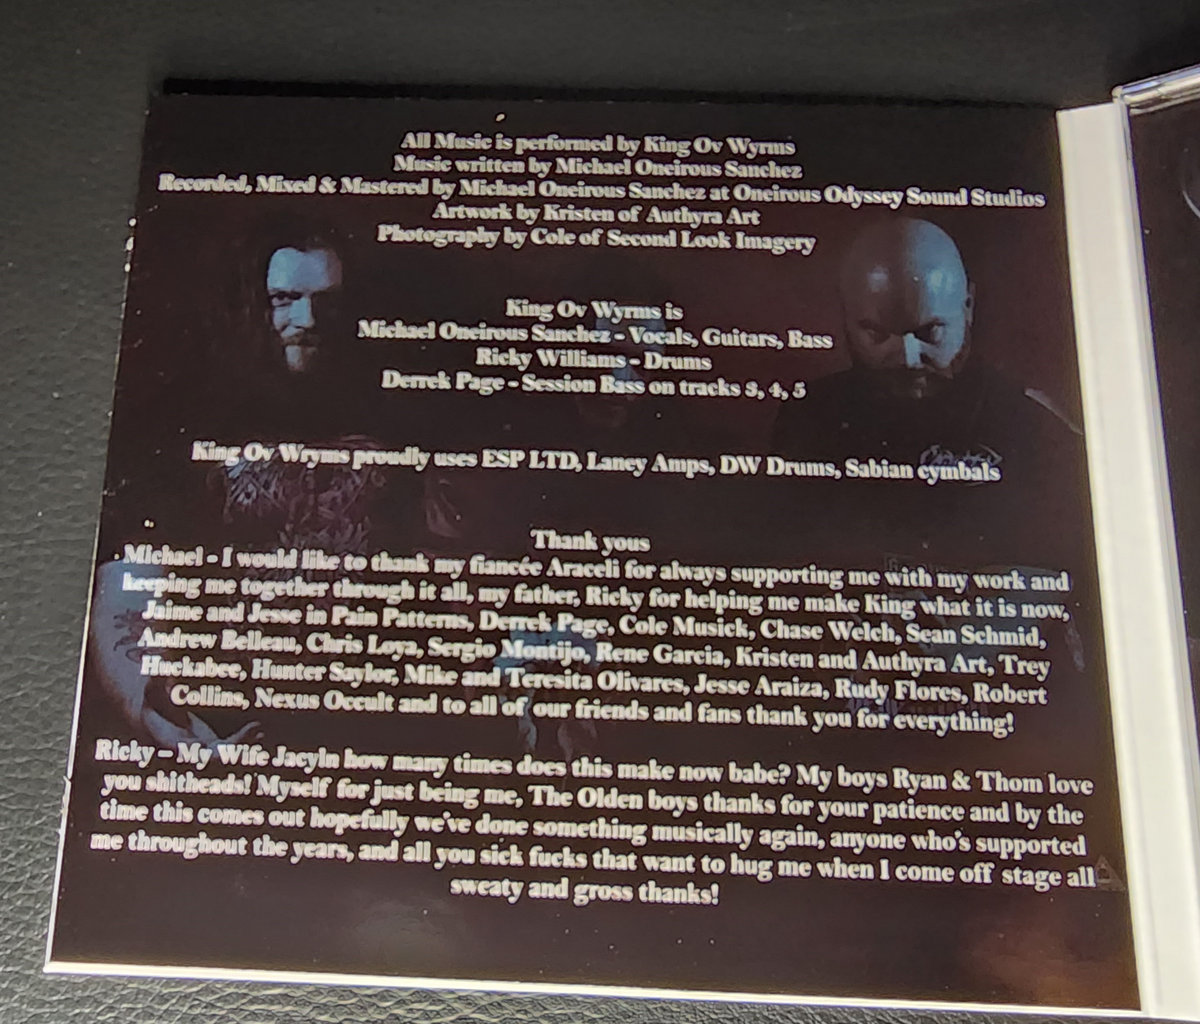 All Music is performed by King Ov Wyrms
Music written by Michael Oneirous Sanchez
Recorded, Mixed & Mastered by Michael Oneirous Sanchez at Oneirous Odyssey Sound Studios
Artwork by Kristen of Authyra Art
Photography by Cole of Second Look Imagery
King Ov Wyrms is
Michael Oneirous Sanchez - Vocals, Guitars, Bass
Ricky Williams - Drums
Derrek Page - Session Bass on tracks 3, 4, 5
King Ov Wryms proudly uses ESP LTD, Laney Amps, DW Drums, Sabian cymbals
Thank yous
Michael - I would like to thank my fiancée Araceli for always supporting me with my work and
keeping me together through it all, my father, Ricky for helping me make King what it is now,
Jaime and Jesse in Pain Patterns, Derrek Page, Cole Musick, Chase Welch, Sean Schmid,
Andrew Belleau, Chris Loya, Sergio Montijo, Rene Garcia, Kristen and Authyra Art, Trey
Huckabee, Hunter Saylor, Mike and Teresita Olivares, Jesse Araiza, Rudy Flores, Robert
Collins, Nexus Occult and to all of our friends and fans thank you for everything!
Ricky - My Wife Jacyln how many times does this make now babe? My boys Ryan & Thom love
you shitheads! Myself for just being me, The Olden boys thanks for your patience and by the
time this comes out hopefully we've done something musically again, anyone who's supported
me throughout the years, and all you sick fucks that want to hug me when I come off stage all
sweaty and gross thanks!